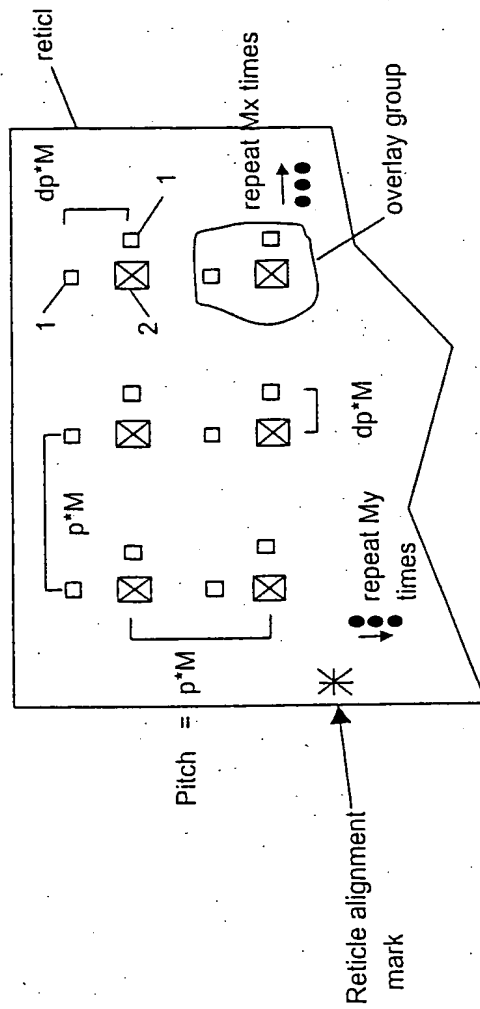 reticl
dp*M
1
1
2
p*M
repeat Mx times
Pitch = p*M
dp*M
overlay group
repeat My
times
Reticle alignment
mark